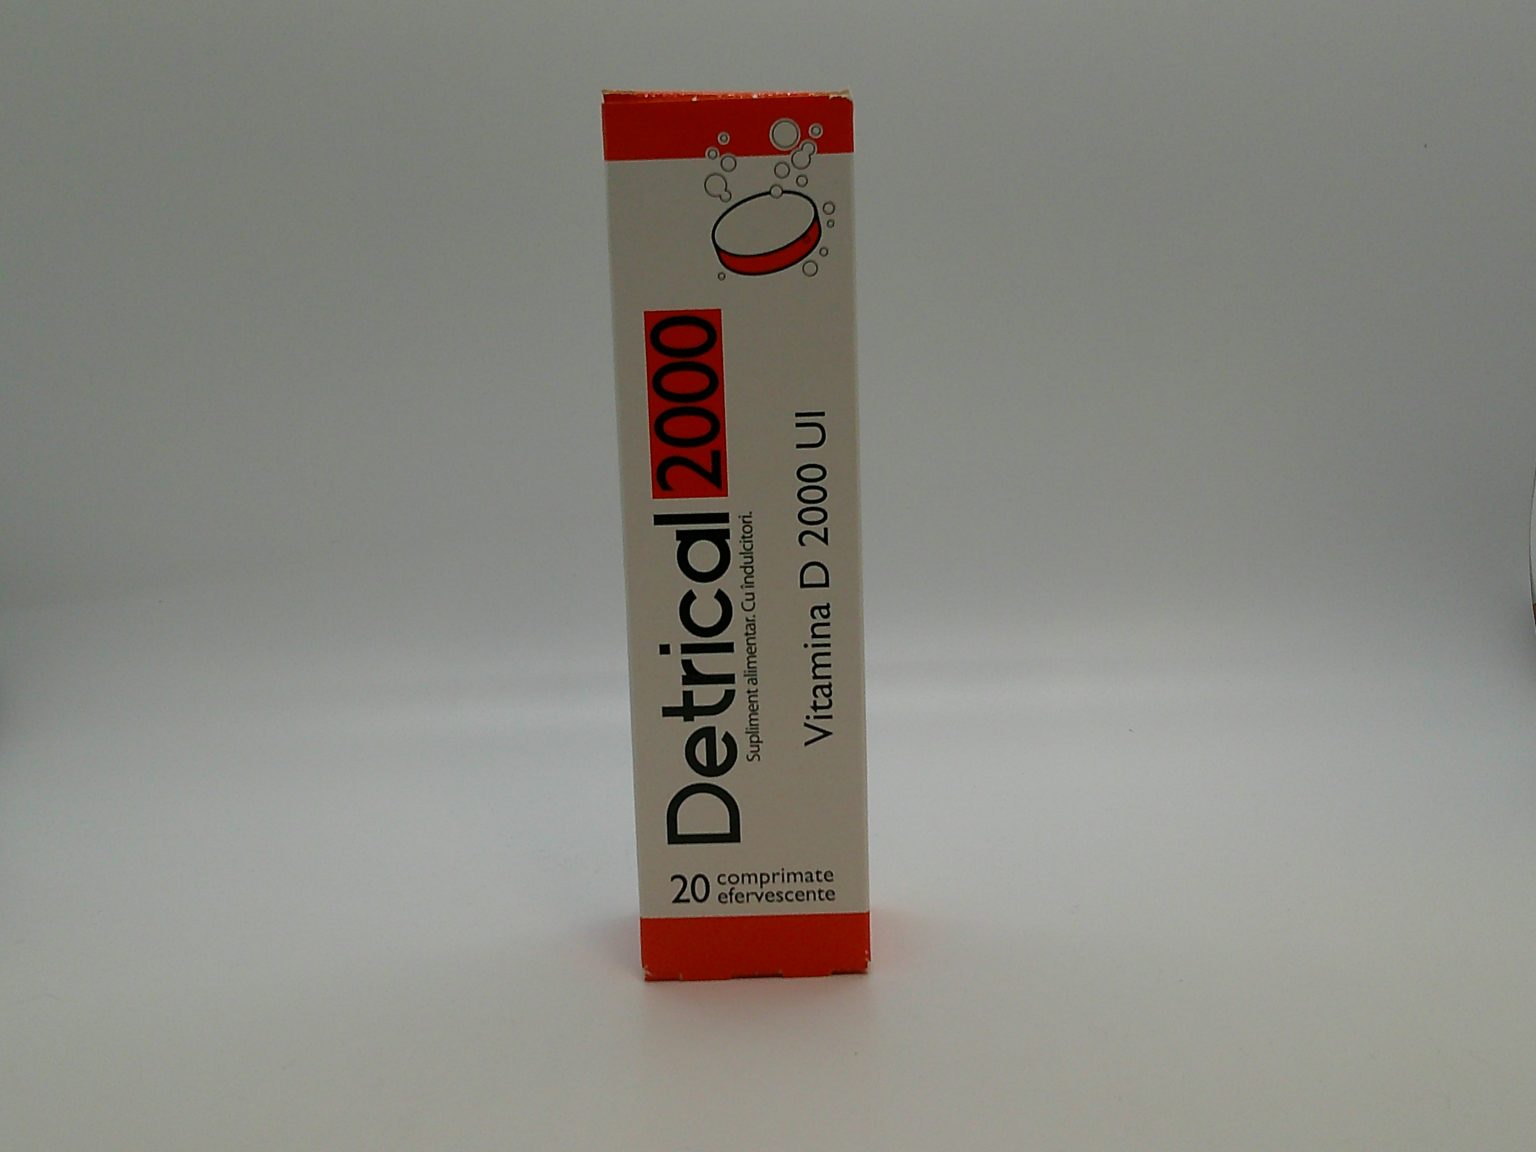 Detrical 2000
Supliment alimentar. Cu îndulcitori.
Vitamina D 2000 UI
20 comprimate
efervescente